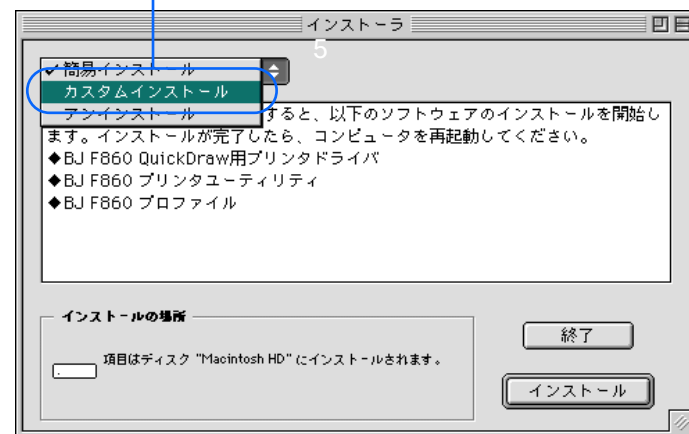 インストーラ
5
✔簡易インストール
カスタムインストール
アンインストール
すると、以下のソフトウェアのインストールを開始し
ます。インストールが完了したら、コンピュータを再起動してください。
◆BJ F860 QuickDraw用プリンタドライバ
◆BJ F860 プリンタユーティリティ
◆BJ F860 プロファイル
インストールの場所
項目はディスク "Macintosh HD" にインストールされます。
終了
インストール